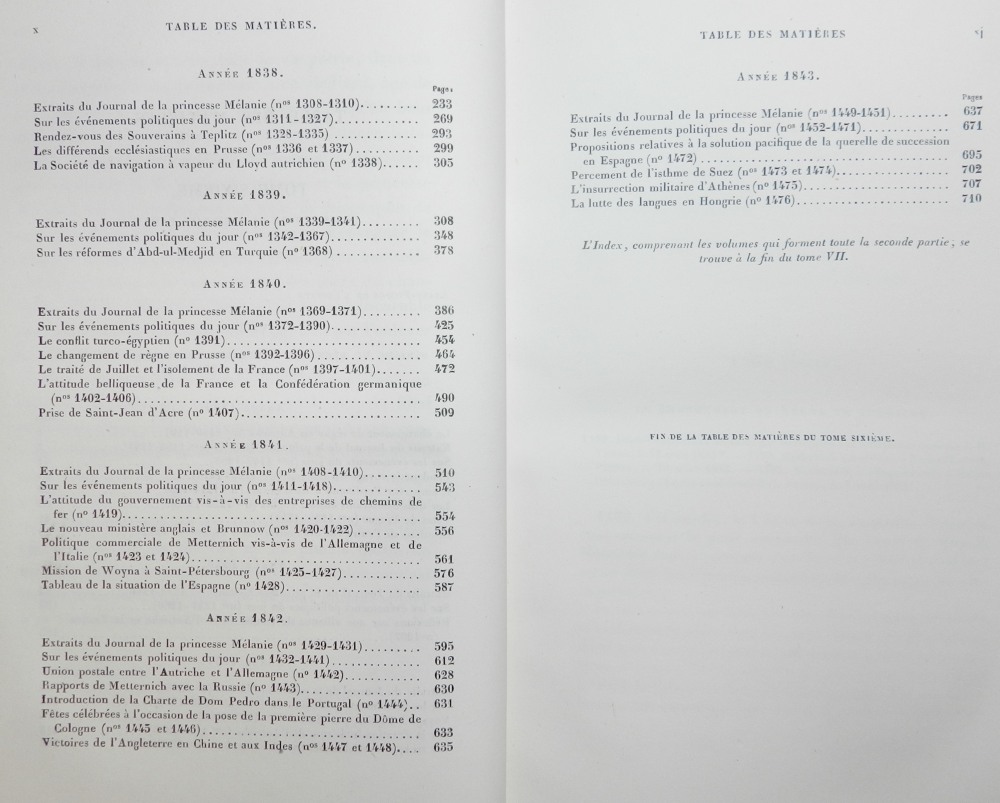 x
TABLE DES MATIÈRES.
ANNÉE 1838.
Pages
Extraits du Journal de la princesse Mélanie (nos 1308-1310)......... 233
Sur les événements politiques du jour (nos 1311-1327)............. 269
Rendez-vous des Souverains à Teplitz (nos 1328-1335) ............ 293
Les différends ecclésiastiques en Prusse (nos 1336 et 1337)......... 299
La Société de navigation à vapeur du Lloyd autrichien (no 1338)...... 305
ANNÉE 1839.
Extraits du Journal de la princesse Mélanie (nos 1339-1341)......... 308
Sur les événements politiques du jour (nos 1342-1367)............. 348
Sur les réformes d'Abd-ul-Medjid en Turquie (no 1368) ............ 378
ANNÉE 1840.
Extraits du Journal de la princesse Mélanie (nos 1369-1371)......... 386
Sur les événements politiques du jour (nos 1372-1390)............. 425
Le conflit turco-égyptien (no 1391)............................. 454
Le changement de règne en Prusse (nos 1392-1396)............... 464
Le traité de Juillet et l'isolement de la France (nos 1397-1401)....... 472
L'attitude belliqueuse de la France et la Confédération germanique
(nos 1402-1406)......................................... 490
Prise de Saint-Jean d'Acre (no 1407).......................... 509
ANNÉE 1841.
Extraits du Journal de la princesse Mélanie (nos 1408-1410)........ 510
Sur les événements politiques du jour (nos 1411-1418)............. 543
L'attitude du gouvernement vis-à-vis des entreprises de chemins de
fer (no 1419)........................................... 554
Le nouveau ministère anglais et Brunnow (nos 1420-1422) .......... 556
Politique commerciale de Metternich vis-à-vis de l'Allemagne et de
l'Italie (nos 1423 et 1424).................................. 561
Mission de Woyna à Saint-Pétersbourg (nos 1425-1427)............ 576
Tableau de la situation de l'Espagne (no 1428).................... 587
ANNÉE 1842.
Extraits du Journal de la princesse Mélanie (nos 1429-1431)......... 595
Sur les événements politiques du jour (nos 1432-1441)............. 612
Union postale entre l'Autriche et l'Allemagne (no 1442)........... 628
Rapports de Metternich avec la Russie (no 1443).................. 630
Introduction de la Charte de Dom Pedro dans le Portugal (no 1444).. 631
Fêtes célébrées à l'occasion de la pose de la première pierre du Dôme de
Cologne (nos 1445 et 1446)................................ 633
Victoires de l'Angleterre en Chine et aux Indes (nos 1447 et 1448).... 635
TABLE DES MATIÈRES
xj
ANNÉE 1843.
Pages
Extraits du Journal de la princesse Mélanie (nos 1449-1451)......... 637
Sur les événements politiques du jour (nos 1452-1471)............. 671
Propositions relatives à la solution pacifique de la querelle de succession
en Espagne (no 1472) .................................... 695
Percement de l'isthme de Suez (nos 1473 et 1474)................. 702
L'insurrection militaire d'Athènes (no 1475)...................... 707
La lutte des langues en Hongrie (no 1476)....................... 710
L'Index, comprenant les volumes qui forment toute la seconde partie, se
trouve à la fin du tome VII.
FIN DE LA TABLE DES MATIÈRES DU TOME SIXIÈME.